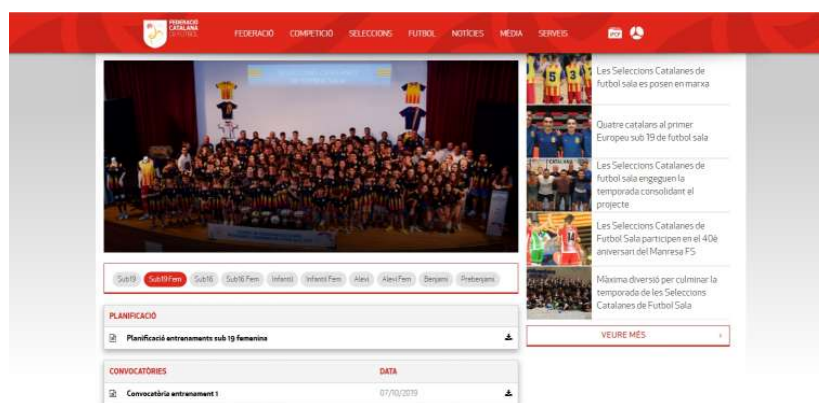 FEDERACIÓ
CATALANA
DE FUTBOL
FEDERACIÓ COMPETICIÓ SELECCIONS FUTBOL NOTÍCIES MÈDIA SERVEIS
Les Seleccions Catalanes de
futbol sala es posen en marxa
Quatre catalans al primer
Europeu sub 19 de futbol sala
Les Seleccions Catalanes de
futbol sala engeguen la
temporada consolidant el
projecte
Les Seleccions Catalanes de
Futbol Sala participen en el 40è
aniversari del Manresa FS
Màxima diversió per culminar la
temporada de les Seleccions
Catalanes de Futbol Sala
VEURE MÉS
Sub19 Sub19 Fem Sub16 Sub16 Fem Infantil Infantil Fem Aleví Aleví Fem Benjamí Prebenjamí
PLANIFICACIÓ
Planificació entrenaments sub 19 femenina
CONVOCATÒRIES DATA
Convocatòria entrenament 1 07/10/2019